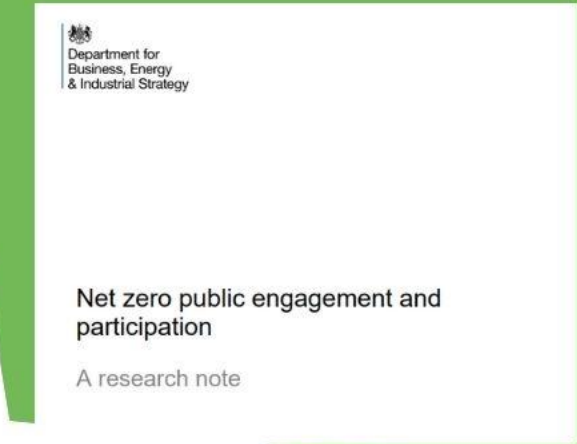 Department for
Business, Energy
& Industrial Strategy
Net zero public engagement and
participation
A research note